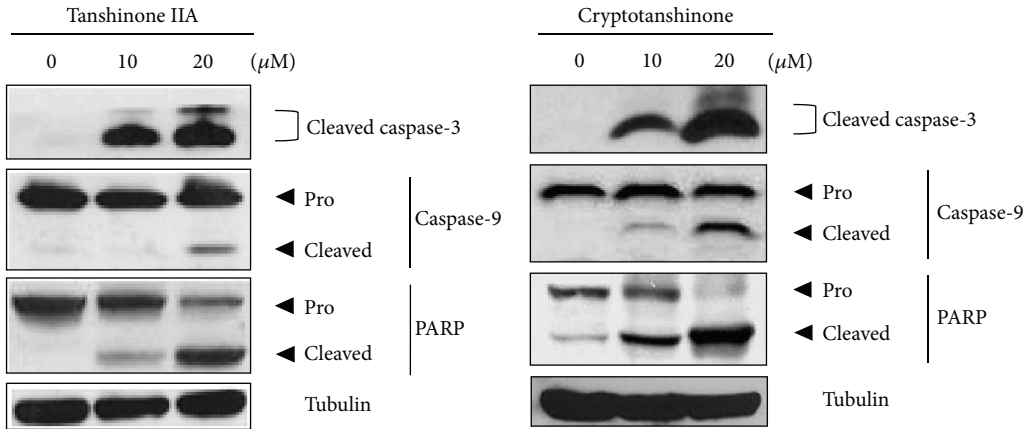 Tanshinone IIA
0 10 20 (μM)
Cleaved caspase-3
Pro
Caspase-9
Cleaved
Pro
PARP
Cleaved
Tubulin
Cryptotanshinone
0 10 20 (μM)
Cleaved caspase-3
Pro
Caspase-9
Cleaved
Pro
PARP
Cleaved
Tubulin